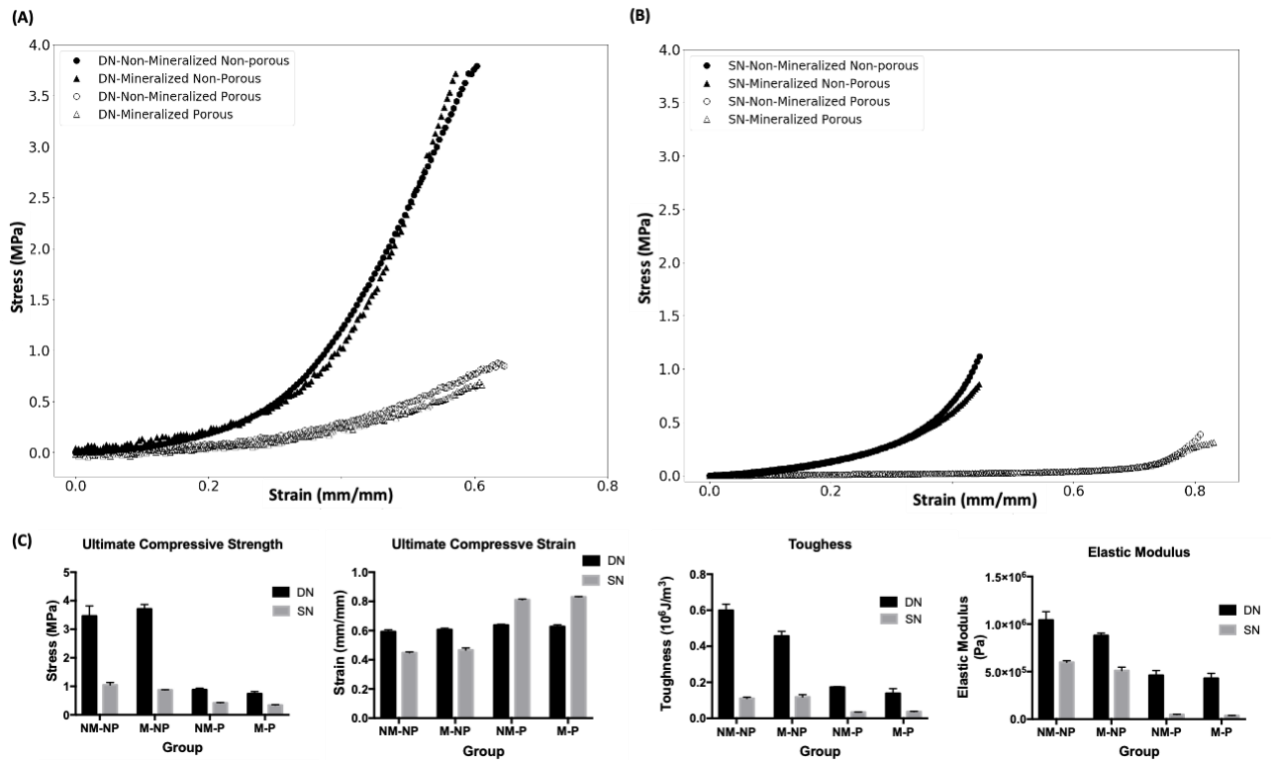 (A)
4.0
3.5
3.0
2.5
2.0
1.5
1.0
0.5
0.0
Stress (MPa)
DN-Non-Mineralized Non-porous
DN-Mineralized Non-Porous
DN-Non-Mineralized Porous
DN-Mineralized Porous
0.0 0.2 0.6 0.8
Strain (mm/mm)
(B)
4.0
3.5
3.0
2.5
2.0
1.5
1.0
0.5
0.0
Stress (MPa)
SN-Non-Mineralized Non-porous
SN-Mineralized Non-Porous
SN-Non-Mineralized Porous
SN-Mineralized Porous
0.0 0.2 0.6 0.8
Strain (mm/mm)
(C)
Ultimate Compressive Strength
DN
SN
5
4
3
2
1
0
Stress (MPa)
NM-NP M-NP NM-P M-P
Group
Ultimate Compressve Strain
DN
SN
1.0
0.8
0.6
0.4
0.2
0.0
Strain (mm/mm)
NM-NP M-NP NM-P M-P
Group
Toughess
DN
SN
0.8
0.6
0.4
0.2
0.0
Toughness (10⁶J/m³)
NM-NP M-NP NM-P M-P
Group
Elastic Modulus
DN
SN
1.5×10⁶
1.0×10⁶
5.0×10⁵
0.0
Elastic Modulus
(Pa)
NM-NP M-NP NM-P M-P
Group